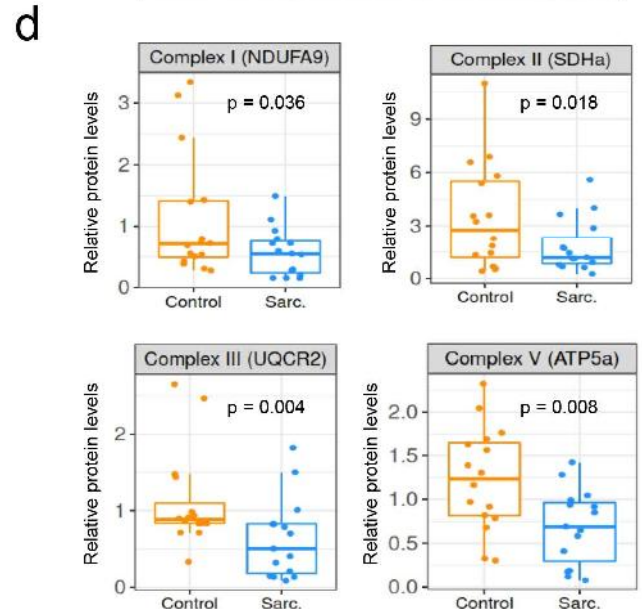 d
Complex I (NDUFA9)
Relative protein levels
3
2
1
0
p = 0.036
Control Sarc.
Complex II (SDHa)
Relative protein levels
9
6
3
0
p = 0.018
Control Sarc.
Complex III (UQCR2)
Relative protein levels
2
1
0
p = 0.004
Control Sarc.
Complex V (ATP5a)
Relative protein levels
2.0
1.5
1.0
0.5
0.0
p = 0.008
Control Sarc.